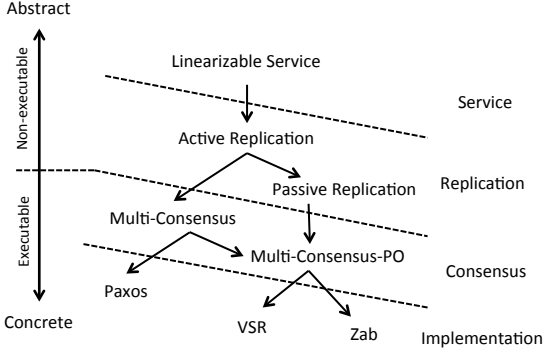 Abstract
Non-executable
Executable
Concrete
Linearizable Service
Service
Active Replication
Replication
Passive Replication
Multi-Consensus
Multi-Consensus-PO
Consensus
Paxos
VSR
Zab
Implementation